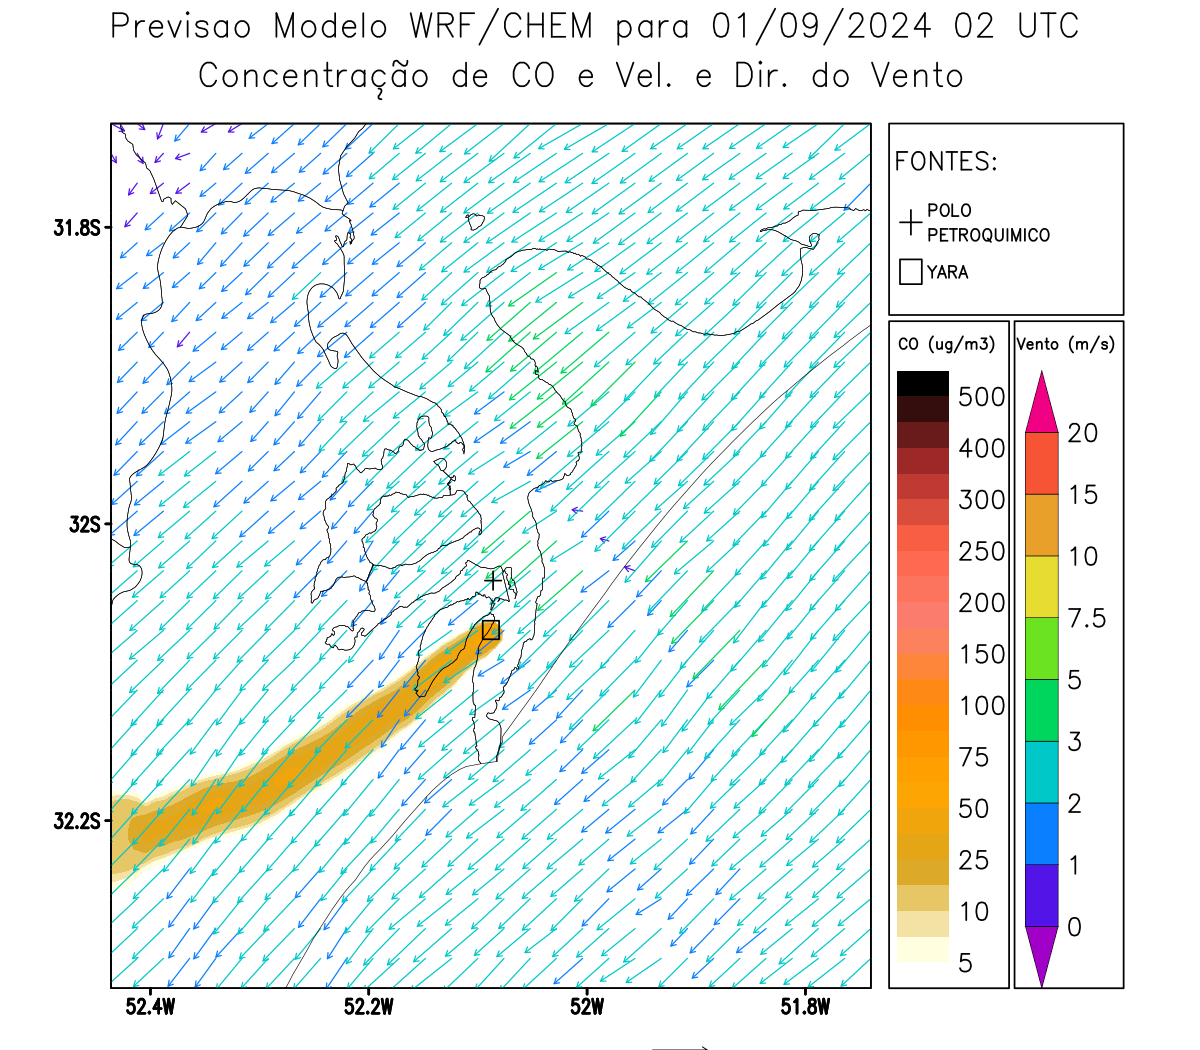 Previsao Modelo WRF/CHEM para 01/09/2024 02 UTC
Concentração de CO e Vel. e Dir. do Vento
FONTES:
POLO
PETROQUIMICO
YARA
CO (ug/m3)
500
400
300
250
200
150
100
75
50
25
10
5
Vento (m/s)
20
15
10
7.5
5
3
2
1
0
31.8S
32S
32.2S
52.4W
52.2W
52W
51.8W